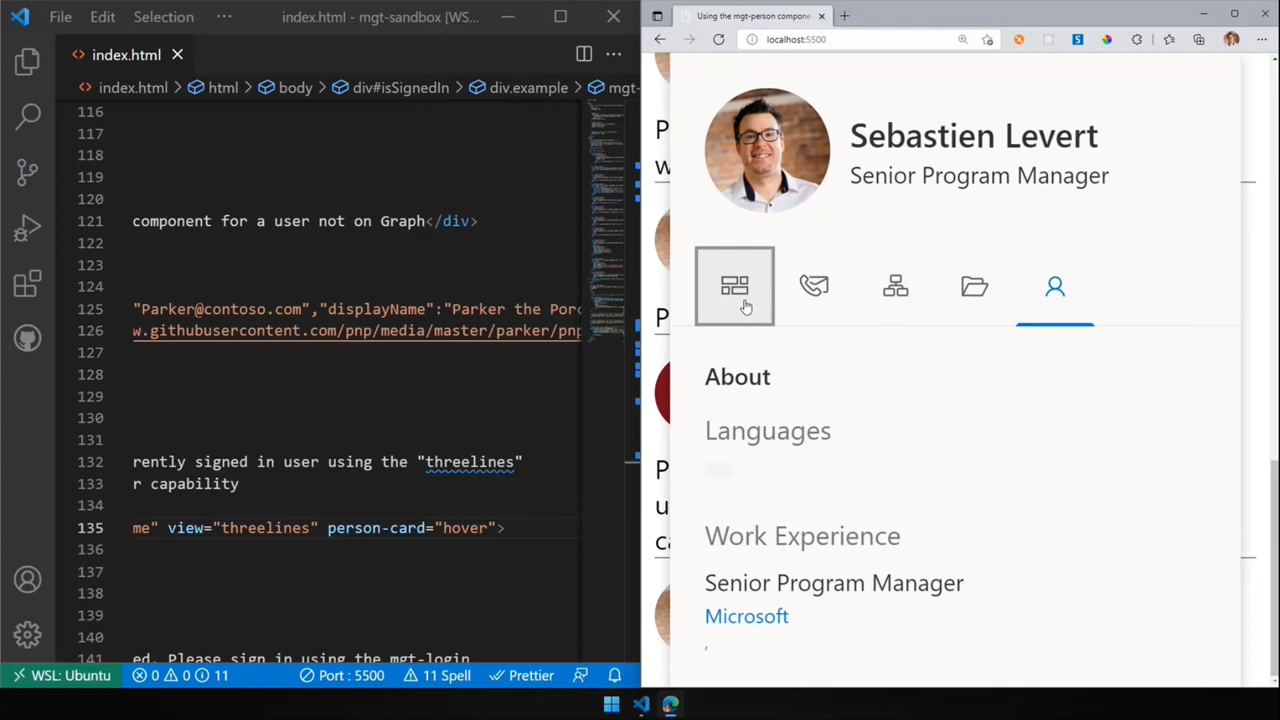 File Edit Selection ··· index.html - mgt-sandbox [WS...
index.html
index.html > html > body > div#isSignedIn > div.example > mgt-
116
117
118
119
120
121 component for a user not on Graph</div>
122
123
124
125 "Parker@contoso.com","displayName":"Parker the Porc
126 w.githubusercontent.com/pnp/media/master/parker/pnp
127
128
129
130
131
132 rently signed in user using the "threelines"
133 r capability
134
135 me" view="threelines" person-card="hover">
136
137
138
139
140
141 ed. Please sign in using the mgt-login
WSL: Ubuntu 0 0 11 Port : 5500 11 Spell Prettier
Using the mgt-person compone
localhost:5500
P
w
P
P
u
c
Sebastien Levert
Senior Program Manager
About
Languages
Work Experience
Senior Program Manager
Microsoft
,